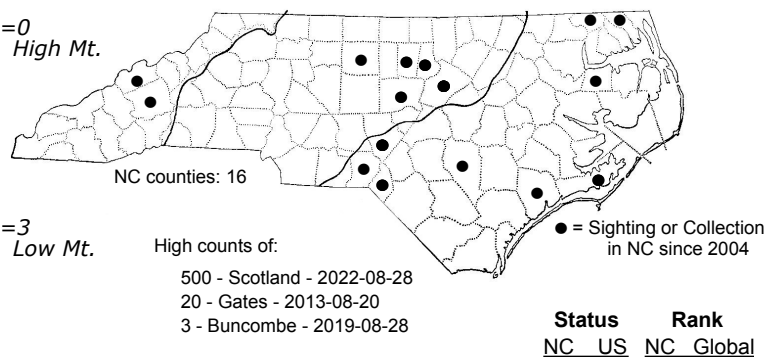 =0
High Mt.
NC counties: 16
=3
Low Mt.
High counts of:
500 - Scotland - 2022-08-28
20 - Gates - 2013-08-20
3 - Buncombe - 2019-08-28
● = Sighting or Collection
in NC since 2004
Status Rank
NC US NC Global